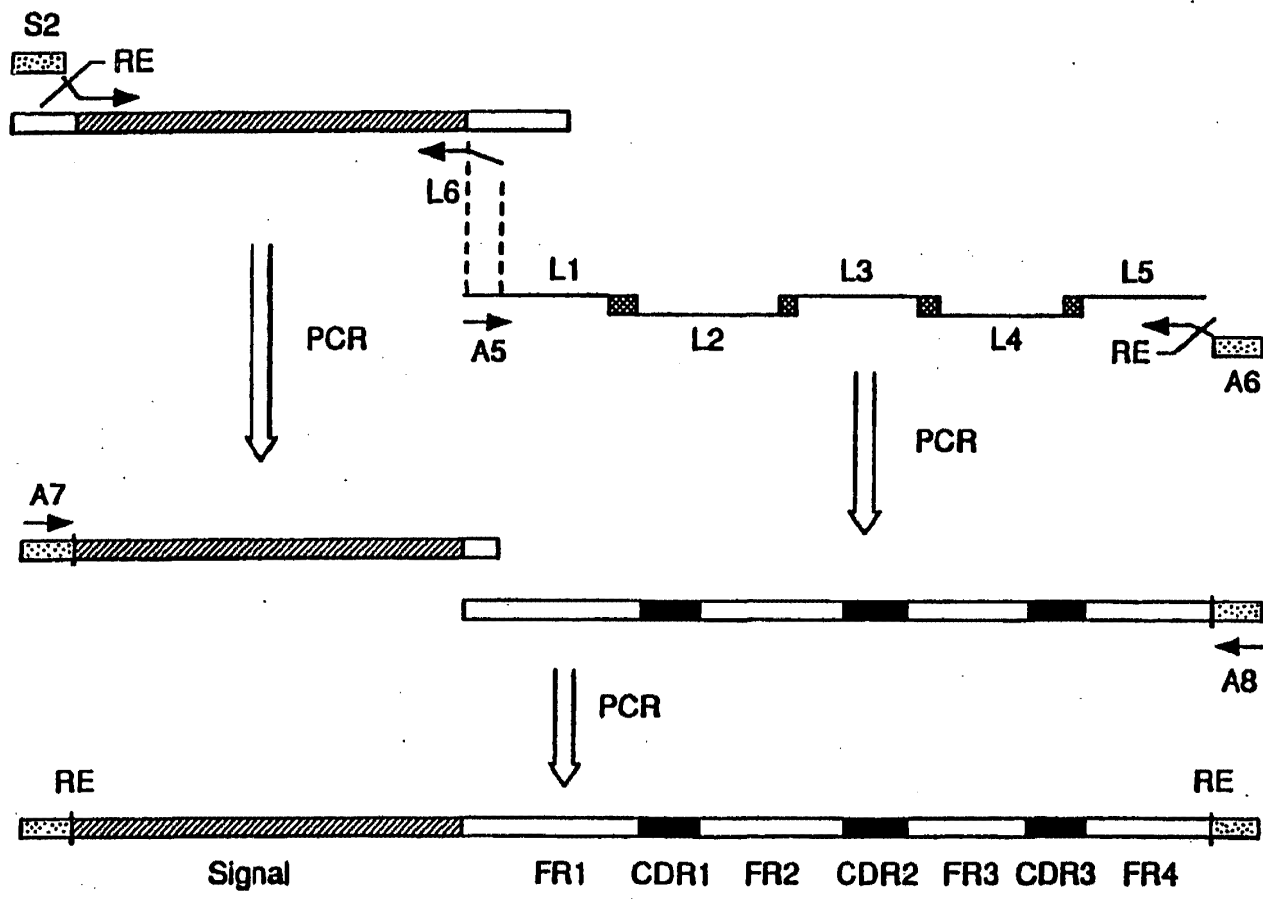 S2
RE
L6
L1
L3
L5
PCR
A5
L2
L4
RE
A6
PCR
A7
A8
PCR
RE
RE
Signal FR1 CDR1 FR2 CDR2 FR3 CDR3 FR4